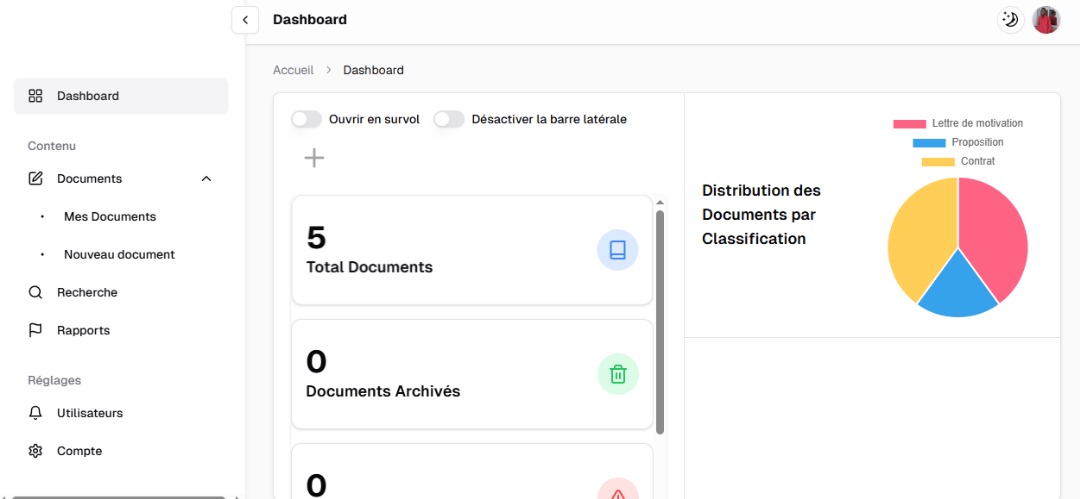 Dashboard
Dashboard
Contenu
Documents
Mes Documents
Nouveau document
Recherche
Rapports
Réglages
Utilisateurs
Compte
Accueil > Dashboard
Ouvrir en survol Désactiver la barre latérale
5
Total Documents
0
Documents Archivés
0
Distribution des
Documents par
Classification
Lettre de motivation
Proposition
Contrat